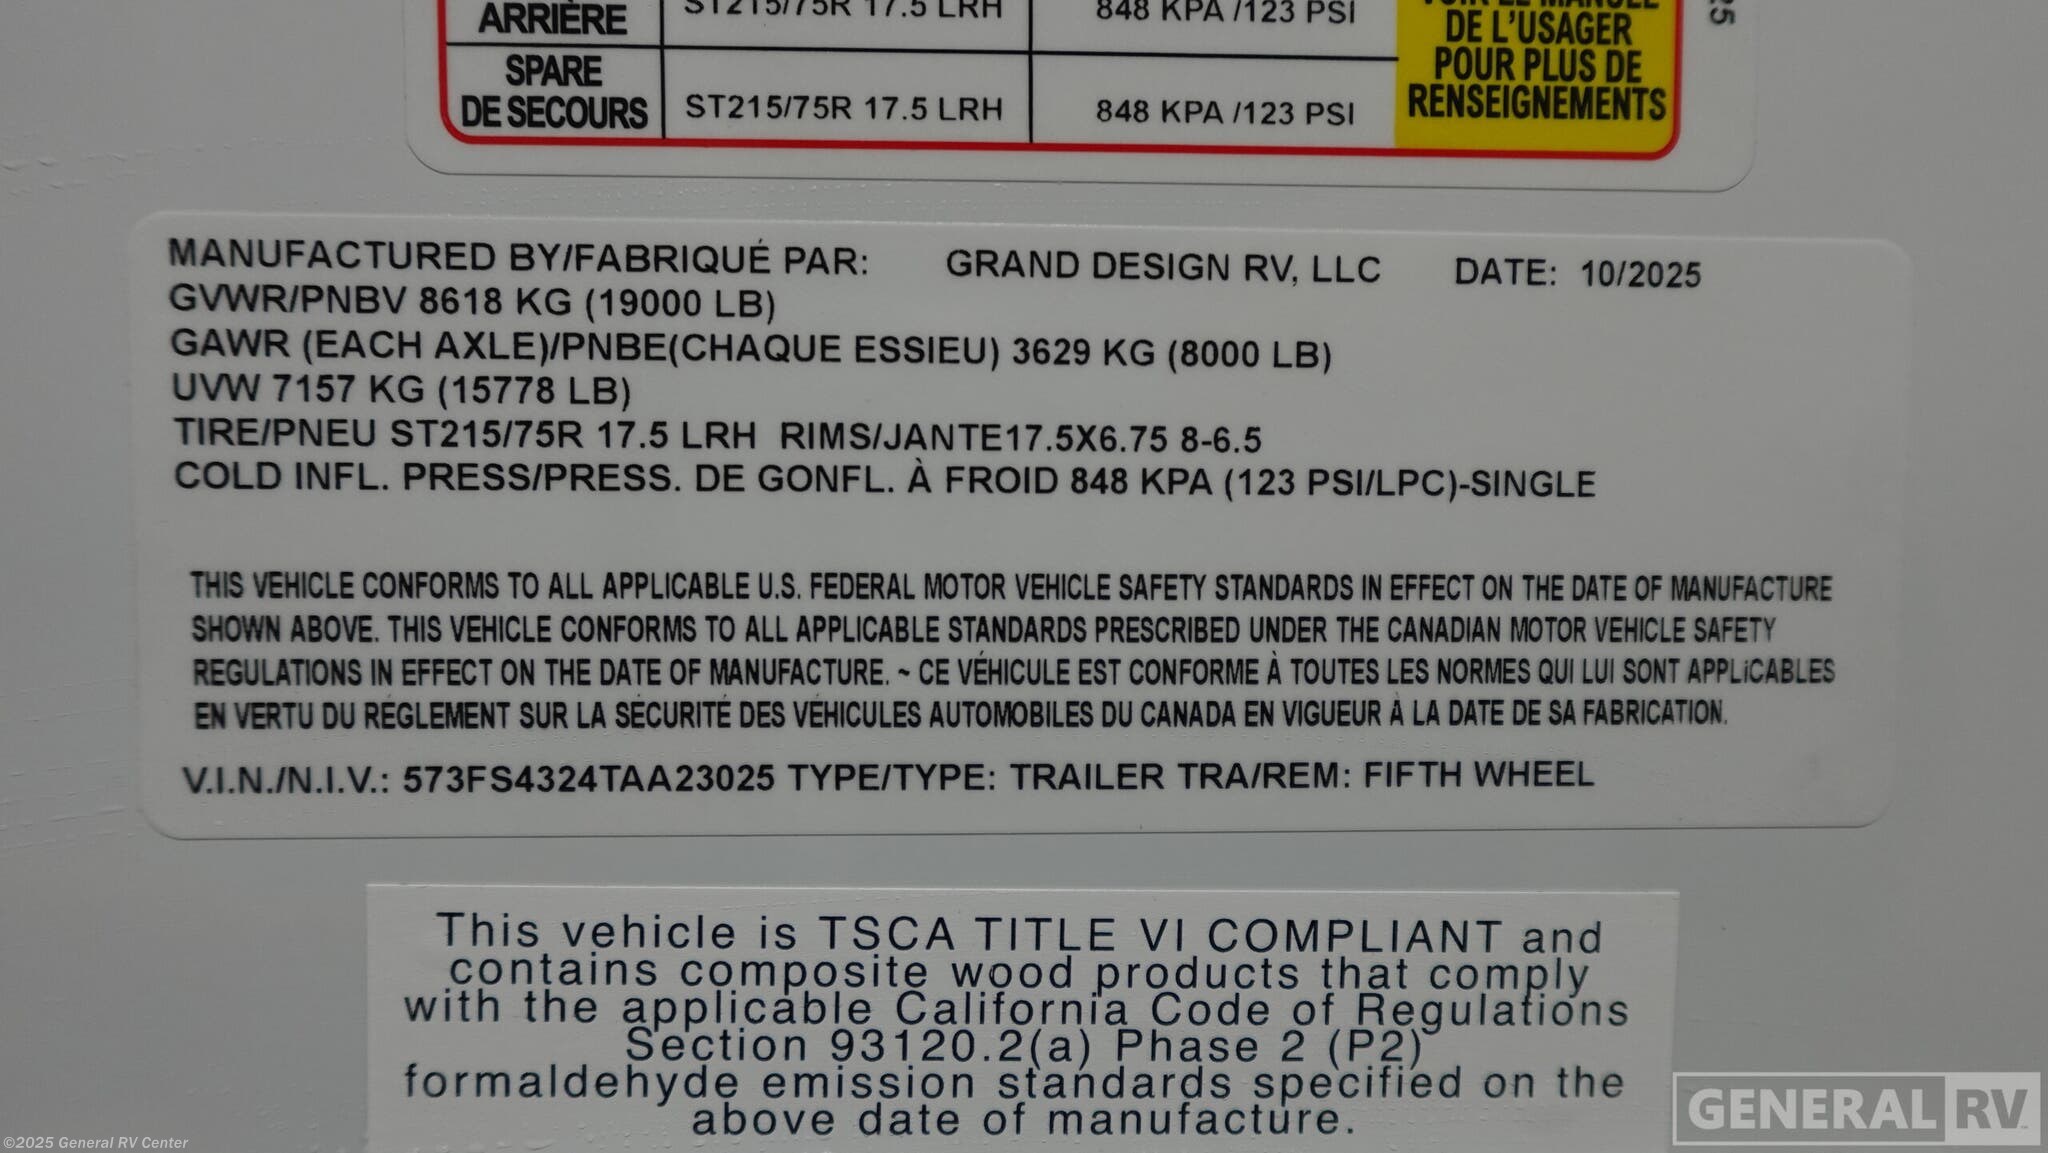 ARRIÈRE ST215/75R 17.5 LRH 848 KPA /123 PSI
SPARE
DE SECOURS ST215/75R 17.5 LRH 848 KPA /123 PSI
VOIR LE MANUEL
DE L'USAGER
POUR PLUS DE
RENSEIGNEMENTS
MANUFACTURED BY/FABRIQUÉ PAR: GRAND DESIGN RV, LLC DATE: 10/2025
GVWR/PNBV 8618 KG (19000 LB)
GAWR (EACH AXLE)/PNBE(CHAQUE ESSIEU) 3629 KG (8000 LB)
UVW 7157 KG (15778 LB)
TIRE/PNEU ST215/75R 17.5 LRH RIMS/JANTE17.5X6.75 8-6.5
COLD INFL. PRESS/PRESS. DE GONFL. À FROID 848 KPA (123 PSI/LPC)-SINGLE
THIS VEHICLE CONFORMS TO ALL APPLICABLE U.S. FEDERAL MOTOR VEHICLE SAFETY STANDARDS IN EFFECT ON THE DATE OF MANUFACTURE
SHOWN ABOVE. THIS VEHICLE CONFORMS TO ALL APPLICABLE STANDARDS PRESCRIBED UNDER THE CANADIAN MOTOR VEHICLE SAFETY
REGULATIONS IN EFFECT ON THE DATE OF MANUFACTURE. ~ CE VÉHICULE EST CONFORME À TOUTES LES NORMES QUI LUI SONT APPLiCABLES
EN VERTU DU RÉGLEMENT SUR LA SÉCURITÉ DES VÉHICULES AUTOMOBILES DU CANADA EN VIGUEUR À LA DATE DE SA FABRICATION.
V.I.N./N.I.V.: 573FS4324TAA23025 TYPE/TYPE: TRAILER TRA/REM: FIFTH WHEEL
This vehicle is TSCA TITLE VI COMPLIANT and
contains composite wood products that comply
with the applicable California Code of Regulations
Section 93120.2(a) Phase 2 (P2)
formaldehyde emission standards specified on the
above date of manufacture.
©2025 General RV Center
GENERAL RV